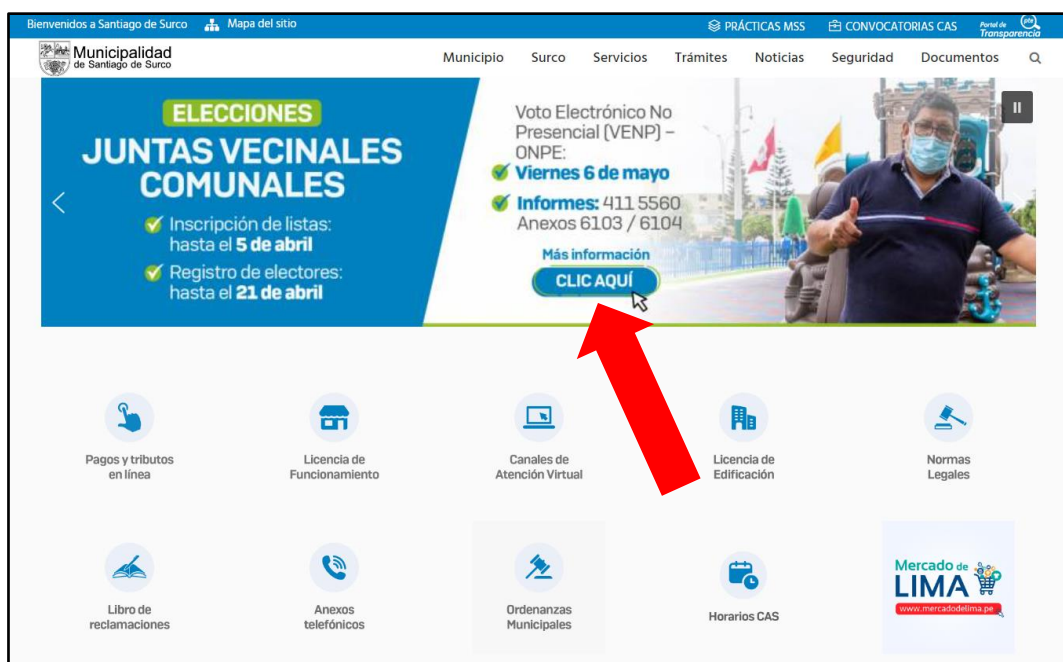 Bienvenidos a Santiago de Surco Mapa del sitio PRÁCTICAS MSS CONVOCATORIAS CAS Portal de Transparencia pte
Municipalidad
de Santiago de Surco
Municipio Surco Servicios Trámites Noticias Seguridad Documentos
ELECCIONES
JUNTAS VECINALES
COMUNALES
Inscripción de listas:
hasta el 5 de abril
Registro de electores:
hasta el 21 de abril
Voto Electrónico No
Presencial (VENP) –
ONPE:
Viernes 6 de mayo
Informes: 411 5560
Anexos 6103 / 6104
Más información
CLIC AQUÍ
Pagos y tributos
en línea
Licencia de
Funcionamiento
Canales de
Atención Virtual
Licencia de
Edificación
Normas
Legales
Libro de
reclamaciones
Anexos
telefónicos
Ordenanzas
Municipales
Horarios CAS
Mercado de
LIMA
www.mercadodelima.pe